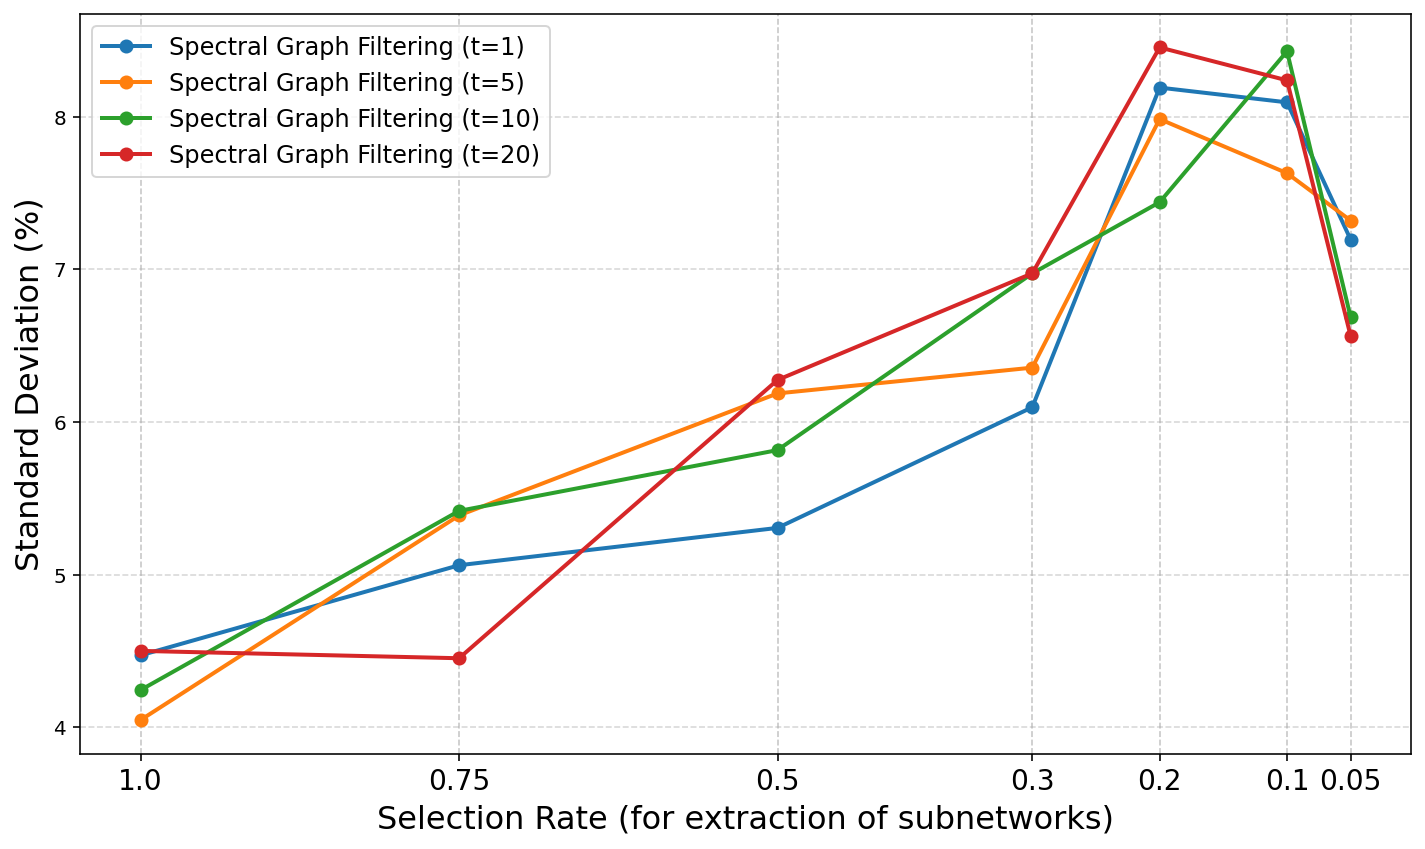 Spectral Graph Filtering (t=1)
Spectral Graph Filtering (t=5)
Spectral Graph Filtering (t=10)
Spectral Graph Filtering (t=20)
Standard Deviation (%)
8
7
6
5
4
1.0 0.75 0.5 0.3 0.2 0.1 0.05
Selection Rate (for extraction of subnetworks)